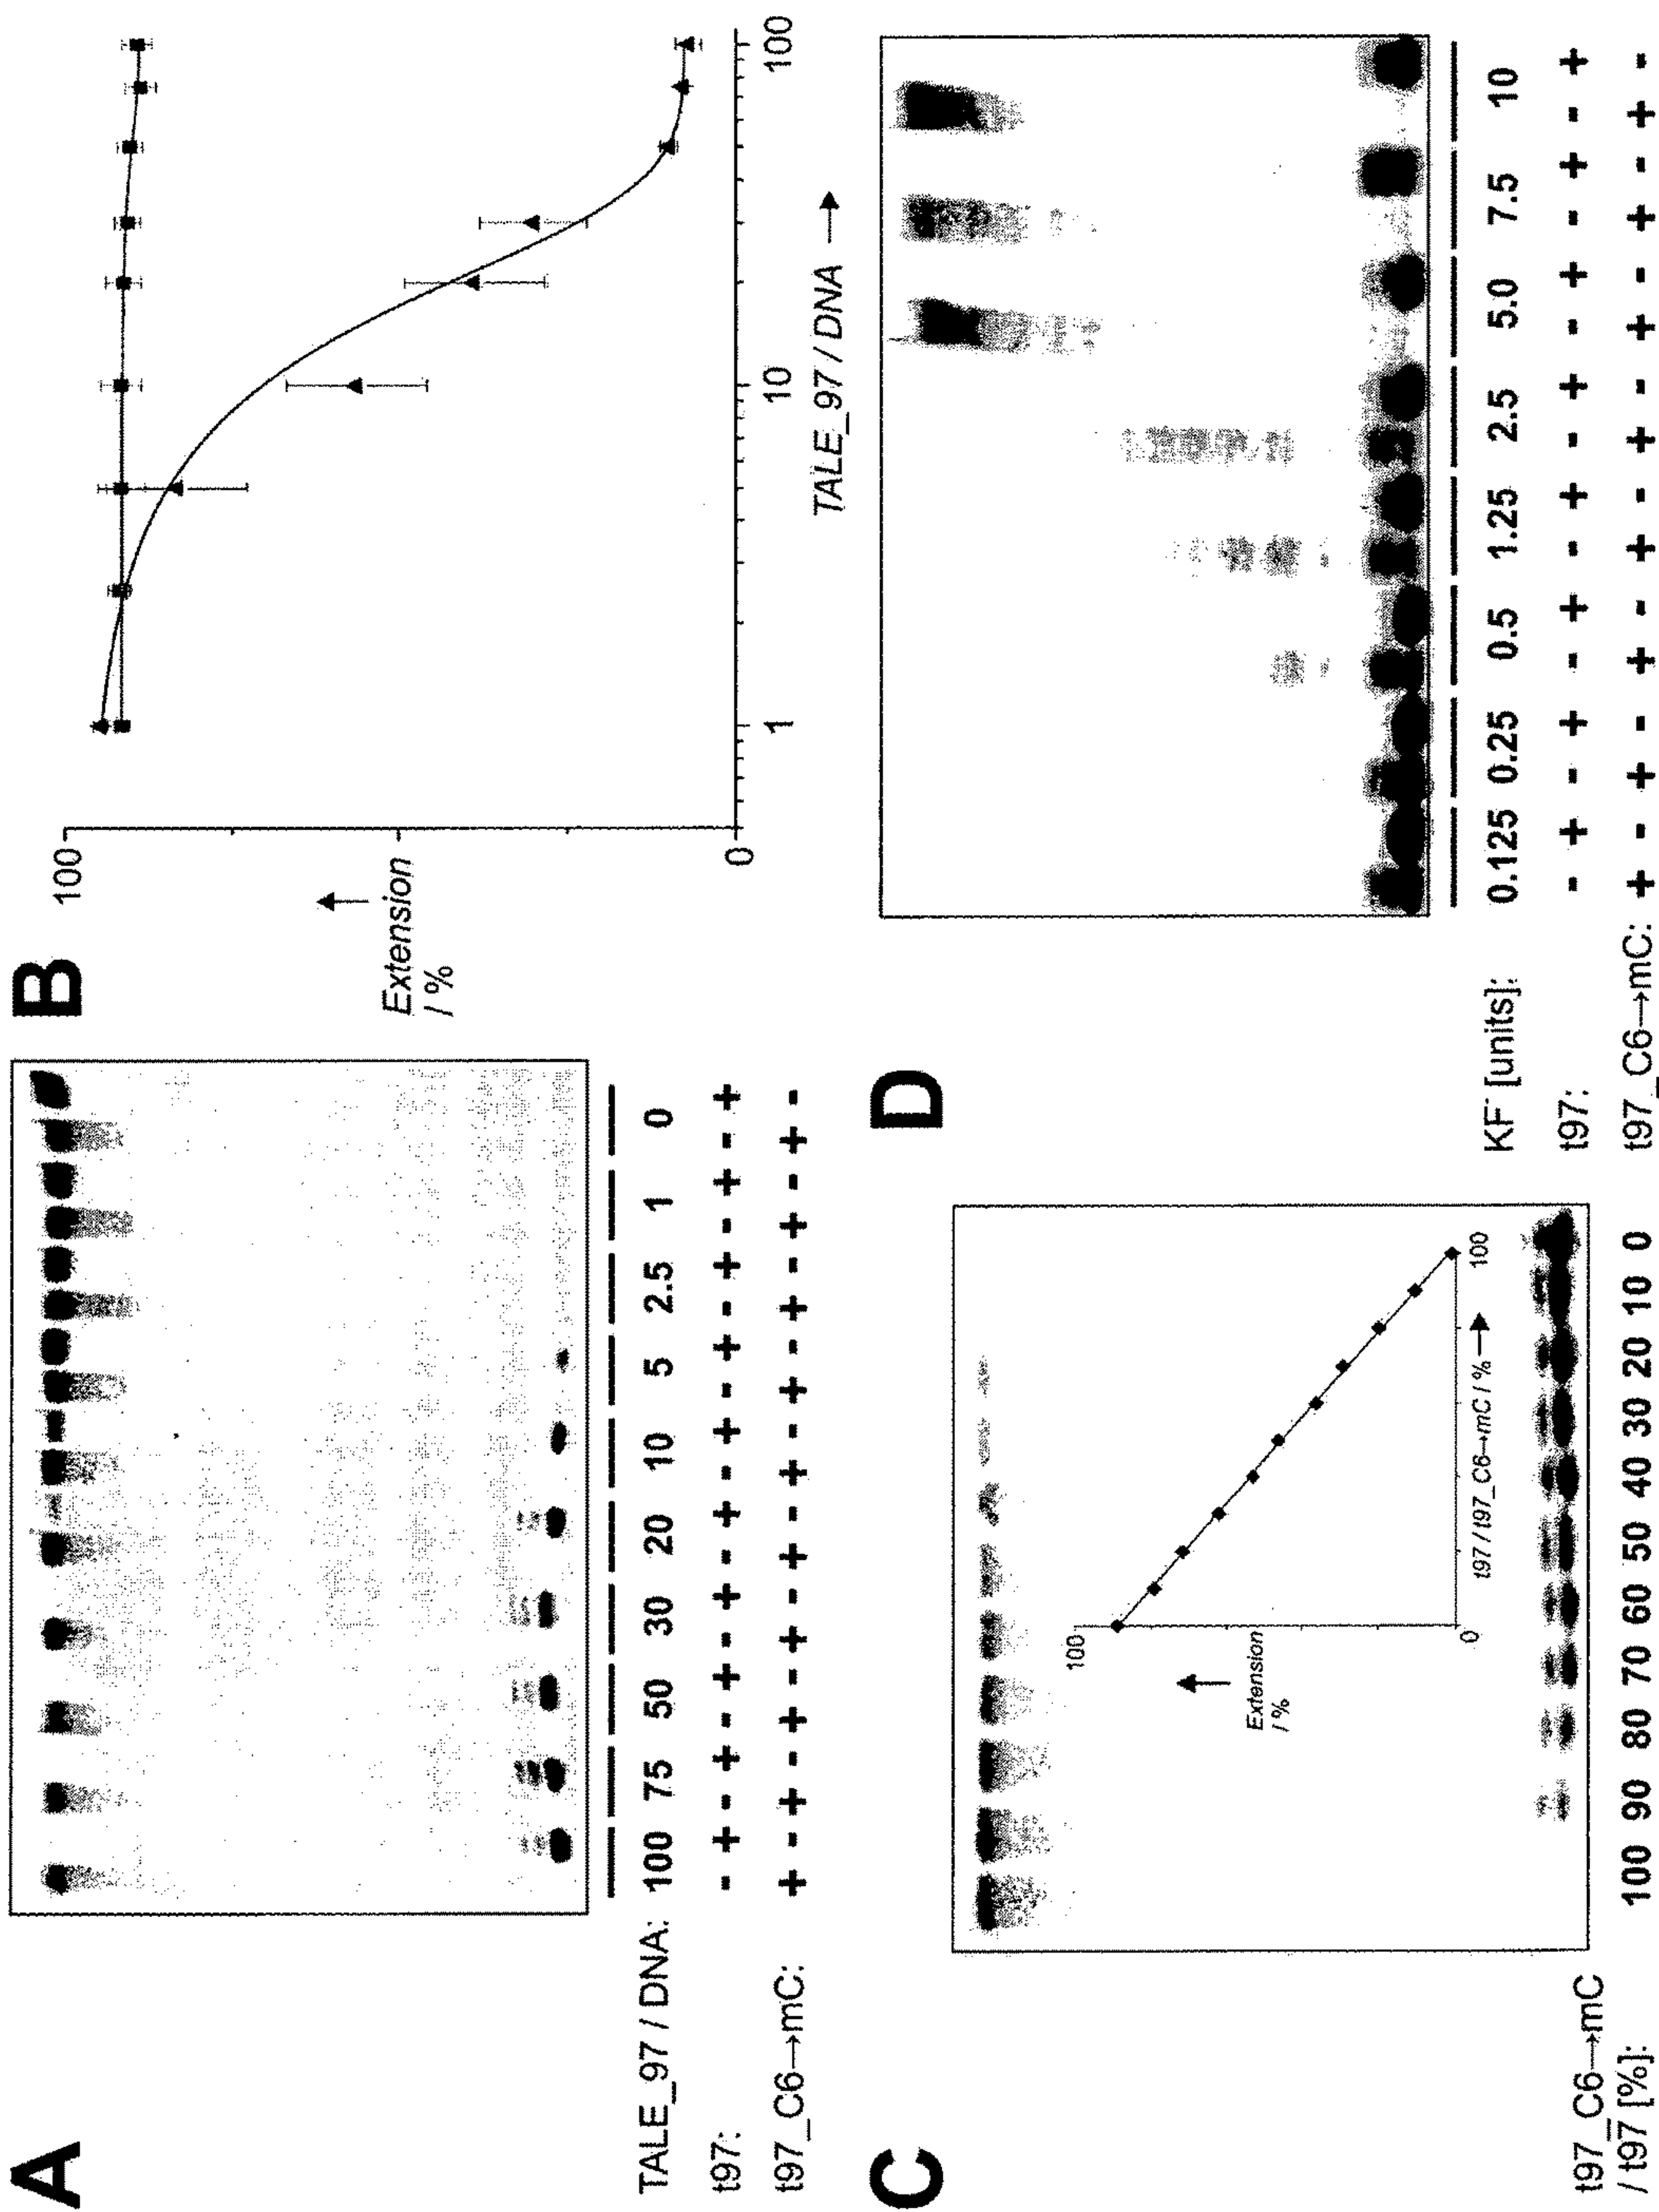 A
TALE_97 / DNA: 100 75 50 30 20 10 5 2.5 1 0
t97: - + - + - + - + - + - + - + - + - + - +
t97_C6→mC: + - + - + - + - + - + - + - + - + - + -
B
100
Extension
/ %
0
1 10 100
TALE_97 / DNA →
C
100
Extension
/ %
0 100
t97 / t97_C6→mC / % →
t97_C6→mC
/ t97 [%]: 100 90 80 70 60 50 40 30 20 10 0
D
KF⁻ [units]: 0.125 0.25 0.5 1.25 2.5 5.0 7.5 10
t97: - + - + - + - + - + - + - + - +
t97_C6→mC: + - + - + - + - + - + - + - + -